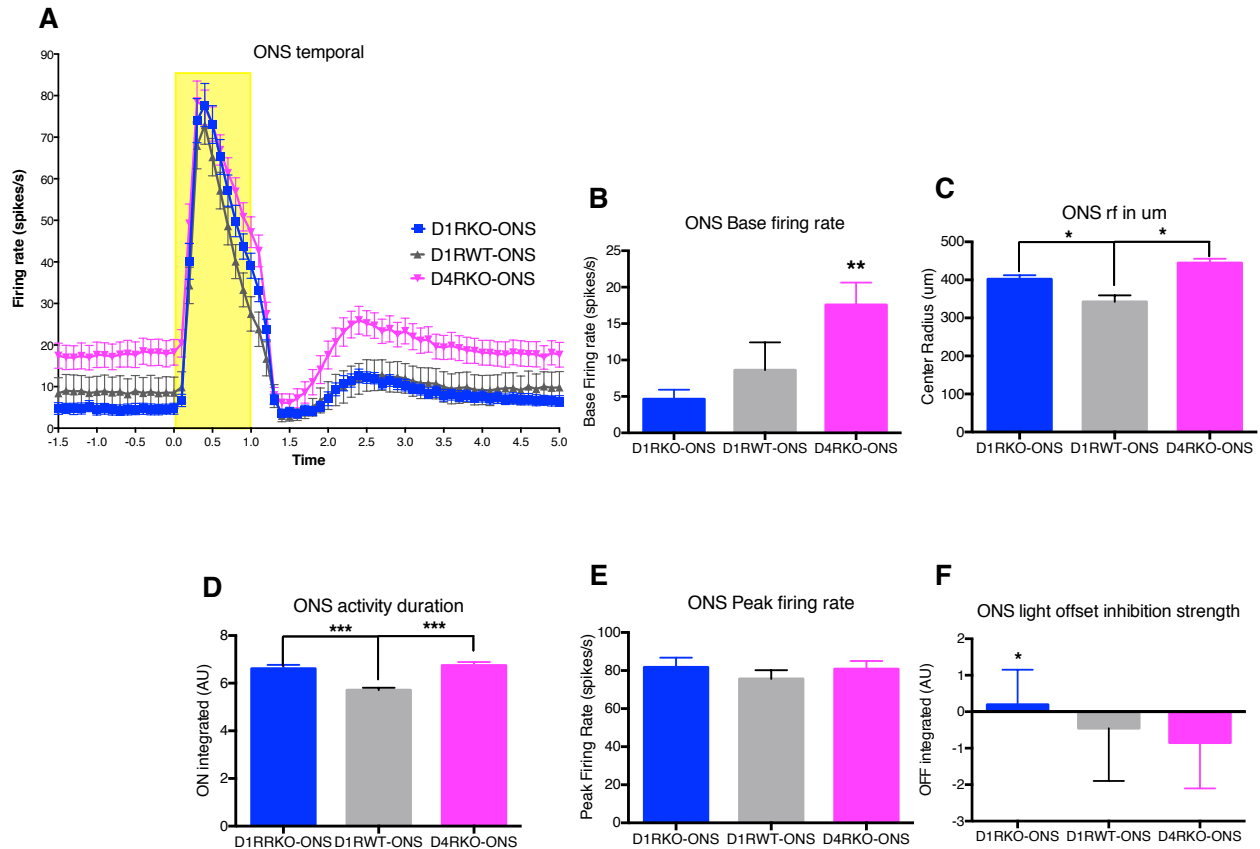 A
ONS temporal
Firing rate (spikes/s)
90
80
70
60
50
40
30
20
10
0
-1.5 -1.0 -0.5 0.0 0.5 1.0 1.5 2.0 2.5 3.0 3.5 4.0 4.5 5.0
Time
D1RKO-ONS
D1RWT-ONS
D4RKO-ONS
B
ONS Base firing rate
Base Firing rate (spikes/s)
25
20
15
10
5
0
**
D1RKO-ONS D1RWT-ONS D4RKO-ONS
C
ONS rf in um
Center Radius (um)
500
400
300
200
100
0
* *
D1RKO-ONS D1RWT-ONS D4RKO-ONS
D
ONS activity duration
ON integrated (AU)
8
6
4
2
0
*** ***
D1RRKO-ONS D1RWT-ONS D4RKO-ONS
E
ONS Peak firing rate
Peak Firing Rate (spikes/s)
100
80
60
40
20
0
D1RKO-ONS D1RWT-ONS D4RKO-ONS
F
ONS light offset inhibition strength
OFF integrated (AU)
2
1
0
-1
-2
-3
*
D1RKO-ONS D1RWT-ONS D4RKO-ONS